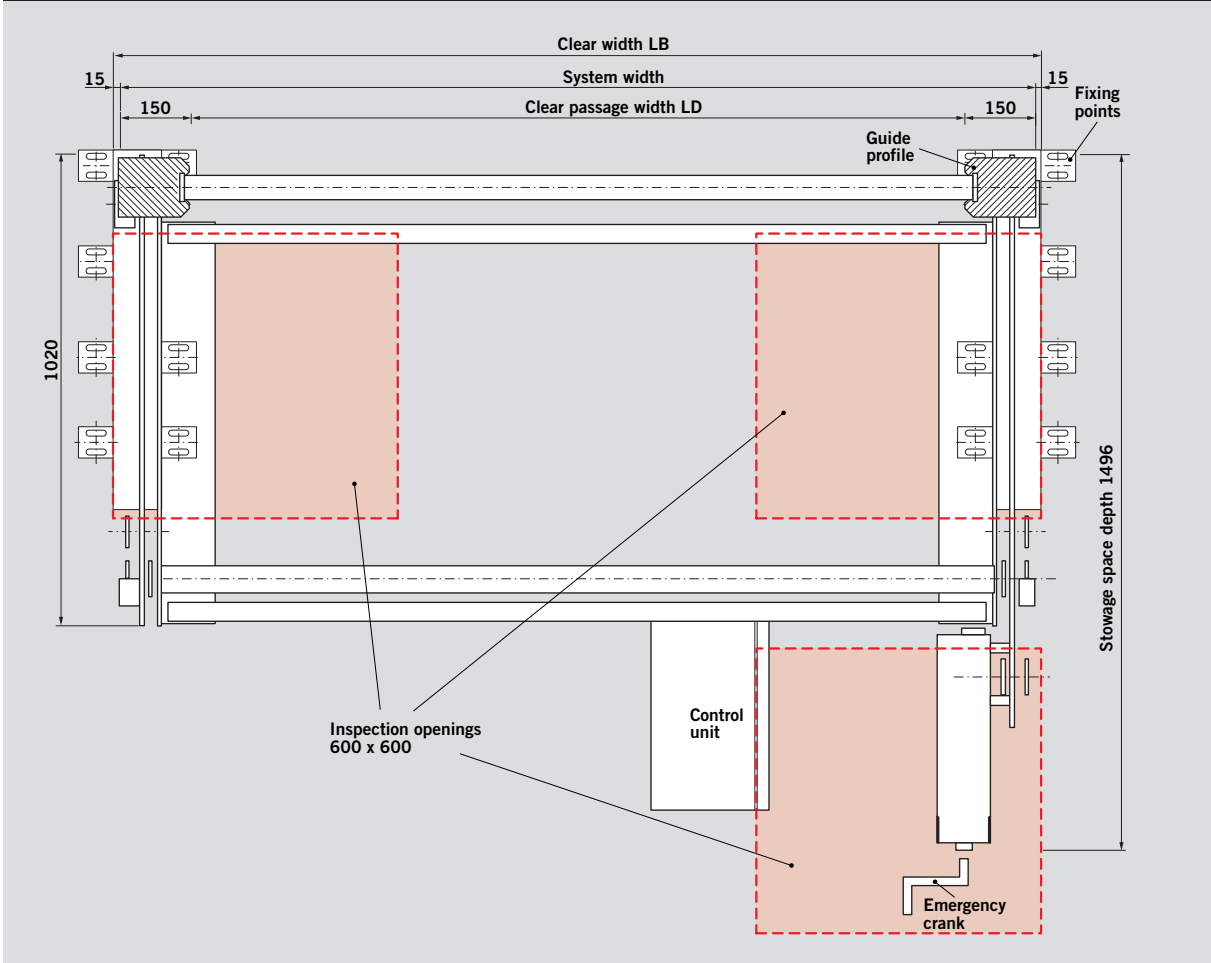 Clear width LB
15
System width
15
150
Clear passage width LD
150
Fixing
points
Guide
profile
1020
Stowage space depth 1496
Inspection openings
600 x 600
Control
unit
Emergency
crank